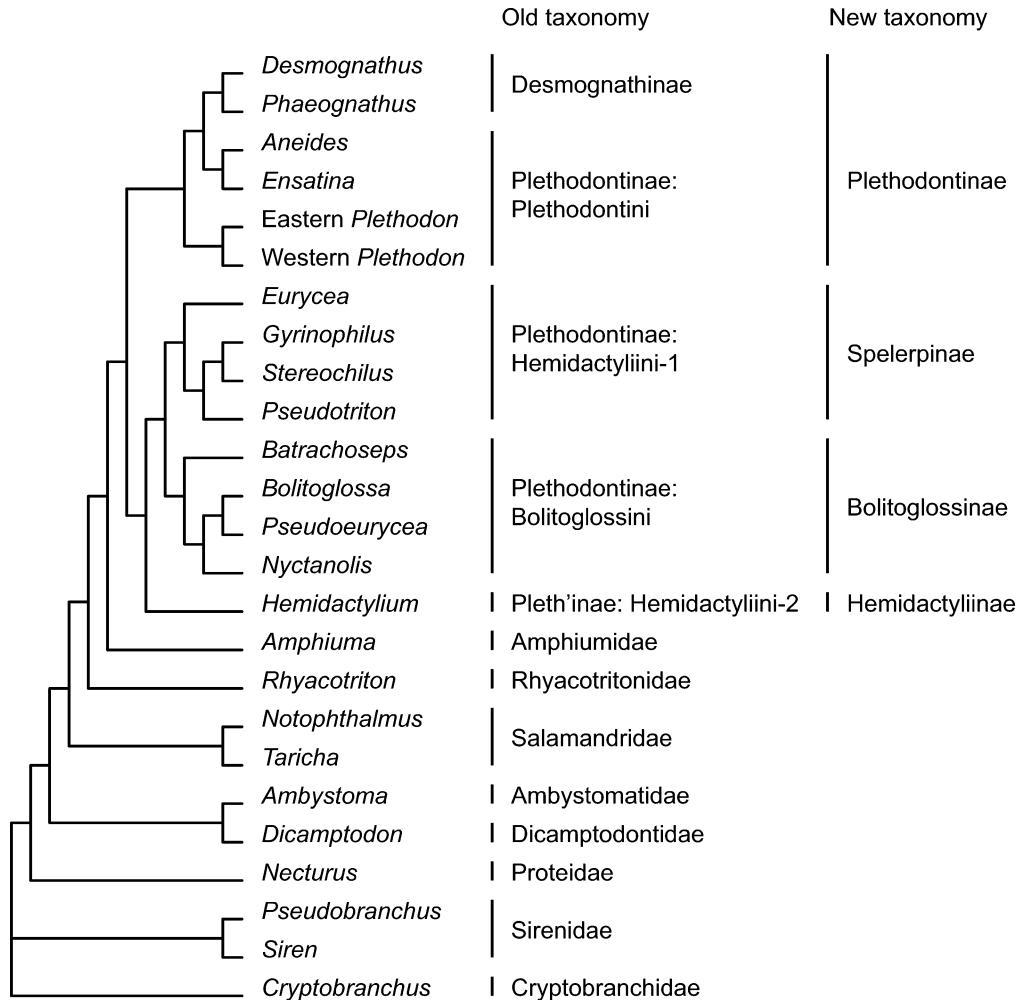 Old taxonomy
New taxonomy
Desmognathus
Phaeognathus
Desmognathinae
Aneides
Ensatina
Eastern Plethodon
Western Plethodon
Plethodontinae:
Plethodontini
Plethodontinae
Eurycea
Gyrinophilus
Stereochilus
Pseudotriton
Plethodontinae:
Hemidactyliini-1
Spelerpinae
Batrachoseps
Bolitoglossa
Pseudoeurycea
Nyctanolis
Plethodontinae:
Bolitoglossini
Bolitoglossinae
Hemidactylium
Pleth’inae: Hemidactyliini-2
Hemidactyliinae
Amphiuma
Amphiumidae
Rhyacotriton
Rhyacotritonidae
Notophthalmus
Taricha
Salamandridae
Ambystoma
Ambystomatidae
Dicamptodon
Dicamptodontidae
Necturus
Proteidae
Pseudobranchus
Siren
Sirenidae
Cryptobranchus
Cryptobranchidae